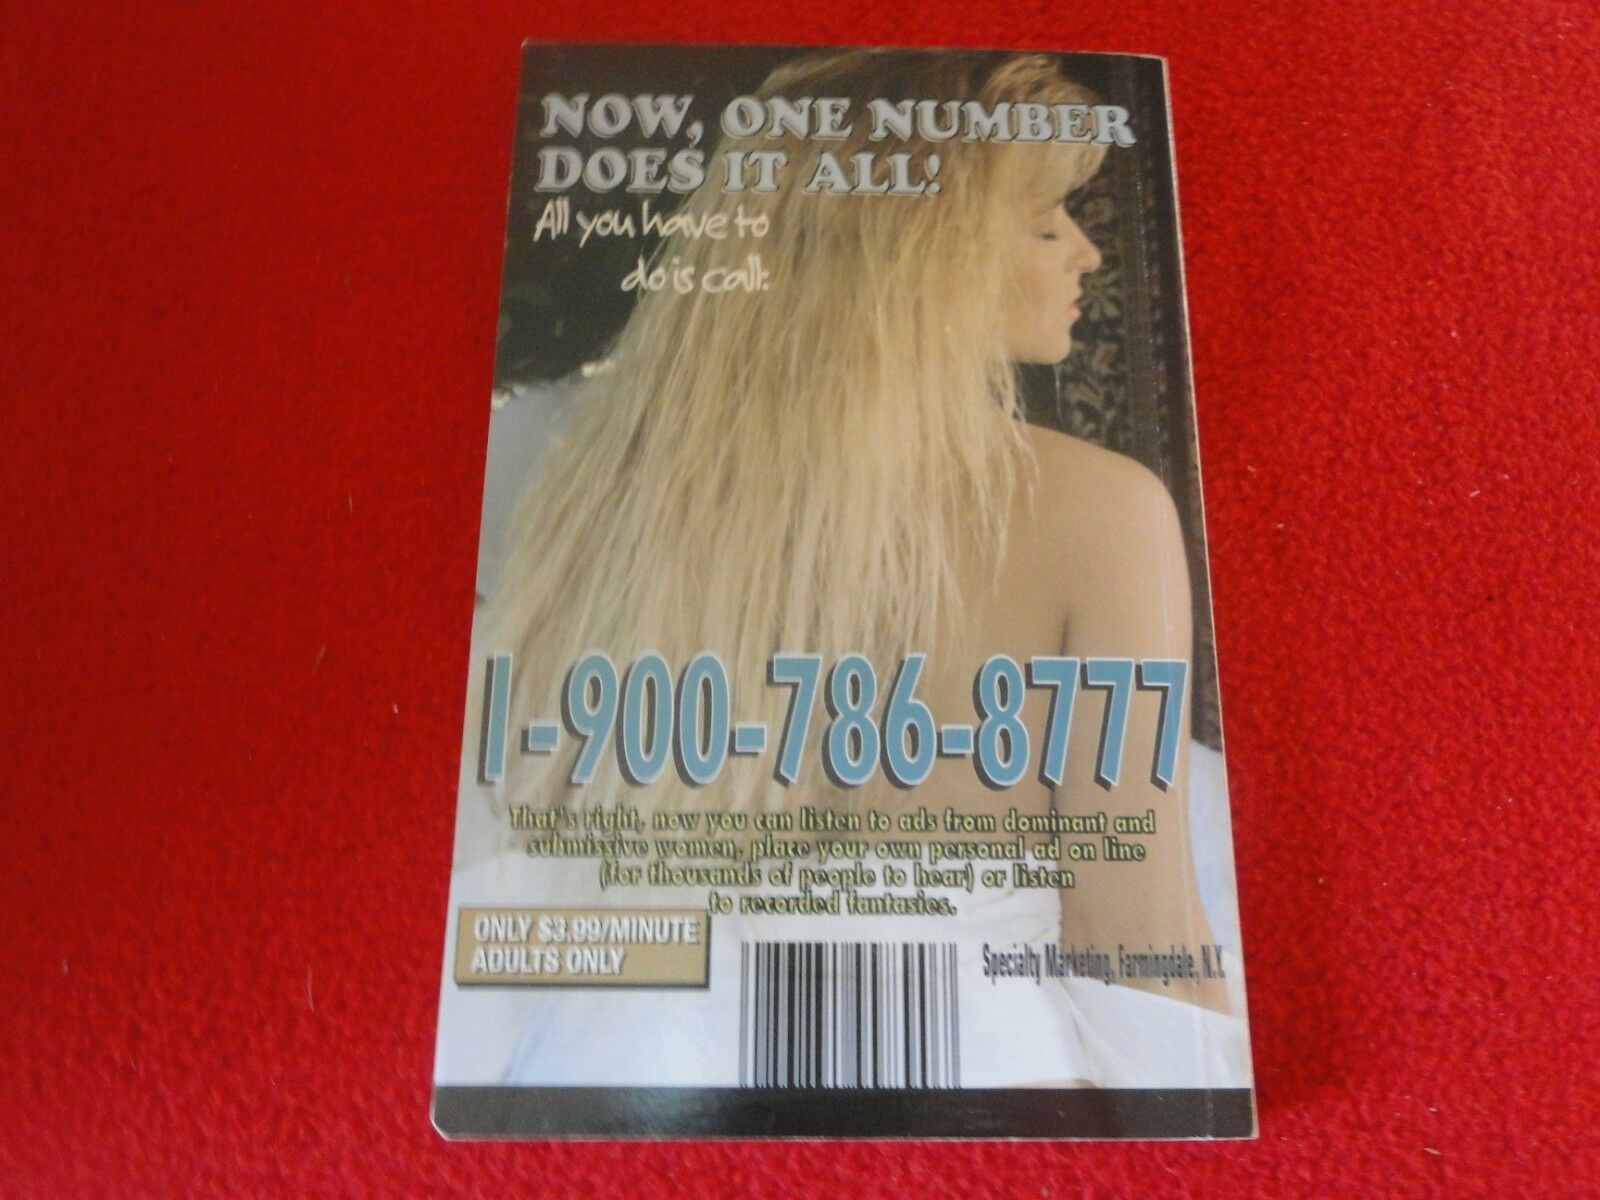 NOW, ONE NUMBER
DOES IT ALL!
All you have to
do is call:
1-900-786-8777
That's right, now you can listen to ads from dominant and
submissive women, place your own personal ad on line
(for thousands of people to hear) or listen
to recorded fantasies.
ONLY $3.99/MINUTE
ADULTS ONLY
Specialty Marketing, Farmingdale, N.Y.